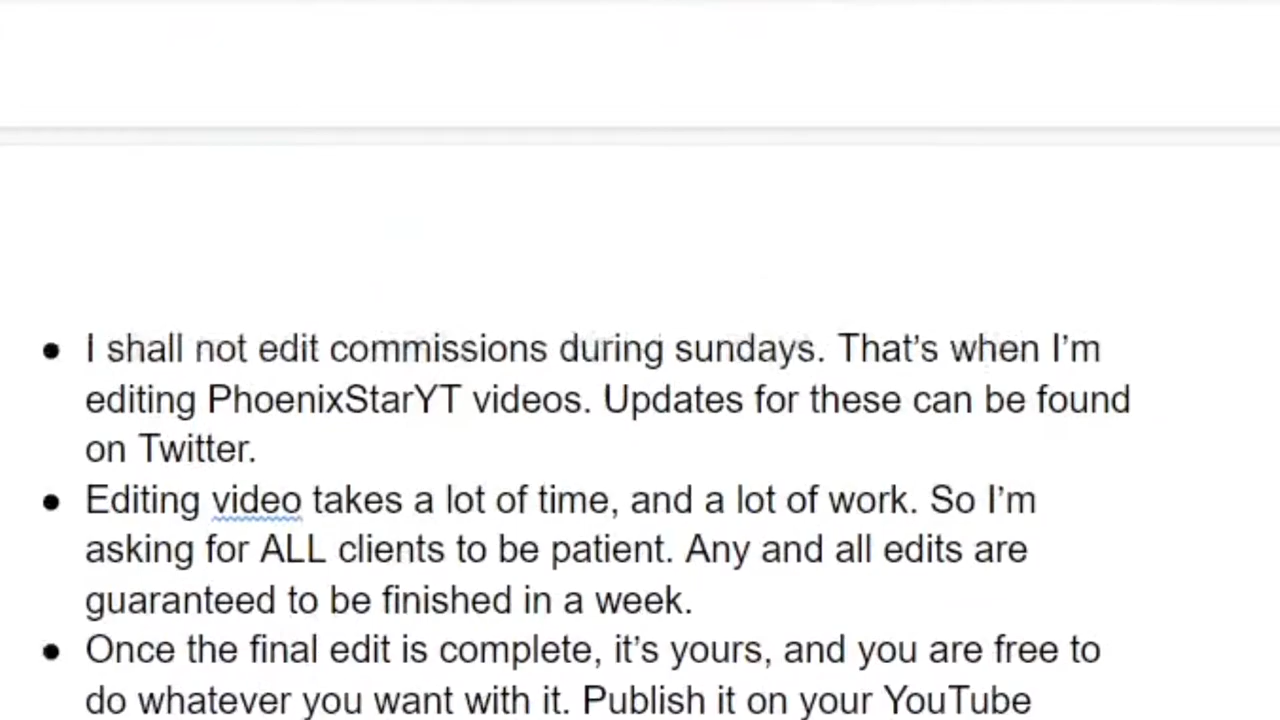 ● I shall not edit commissions during sundays. That’s when I’m
editing PhoenixStarYT videos. Updates for these can be found
on Twitter.
● Editing video takes a lot of time, and a lot of work. So I’m
asking for ALL clients to be patient. Any and all edits are
guaranteed to be finished in a week.
● Once the final edit is complete, it’s yours, and you are free to
do whatever you want with it. Publish it on your YouTube